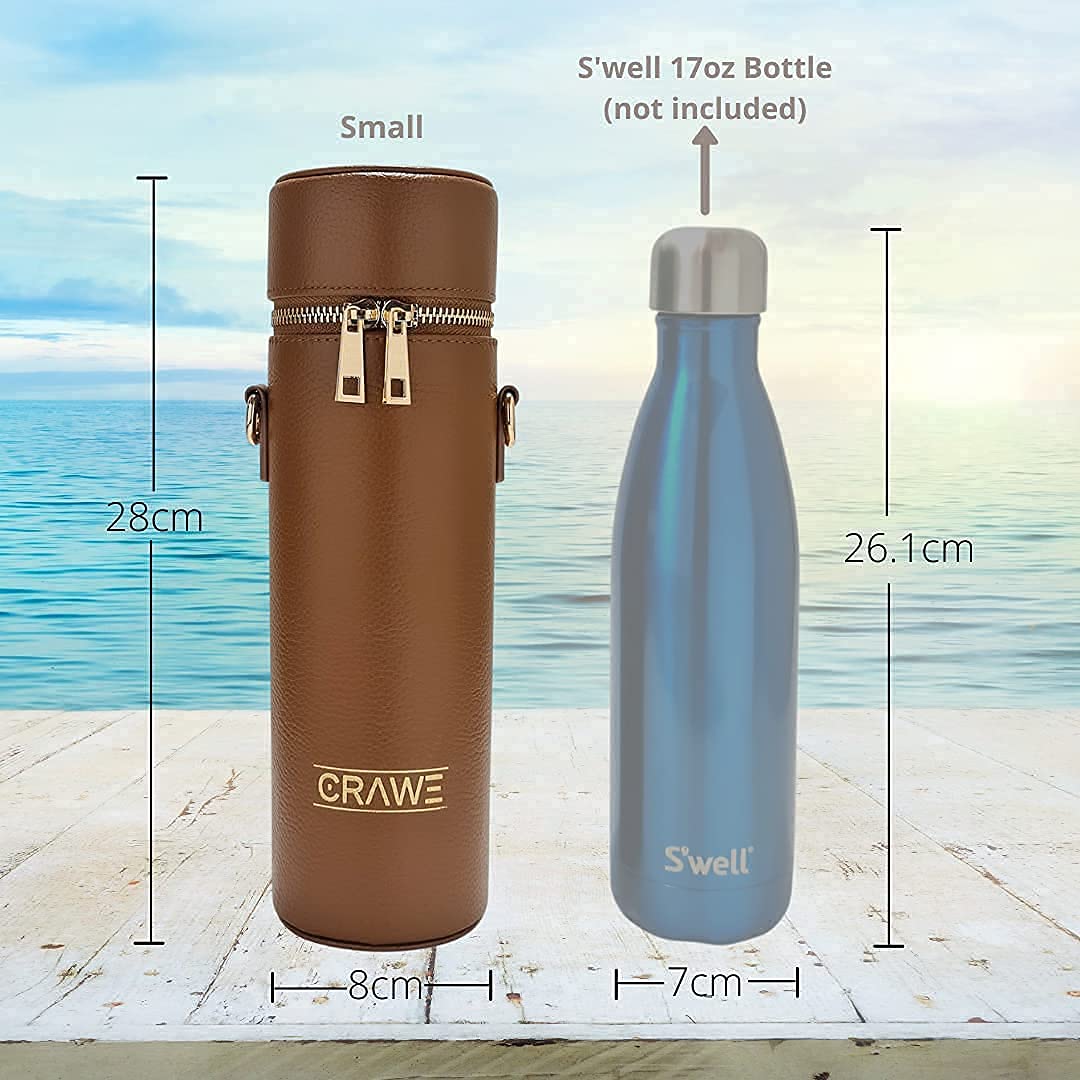 S'well 17oz Bottle
(not included)
Small
28cm
26.1cm
CRAWE
S'well®
8cm
7cm